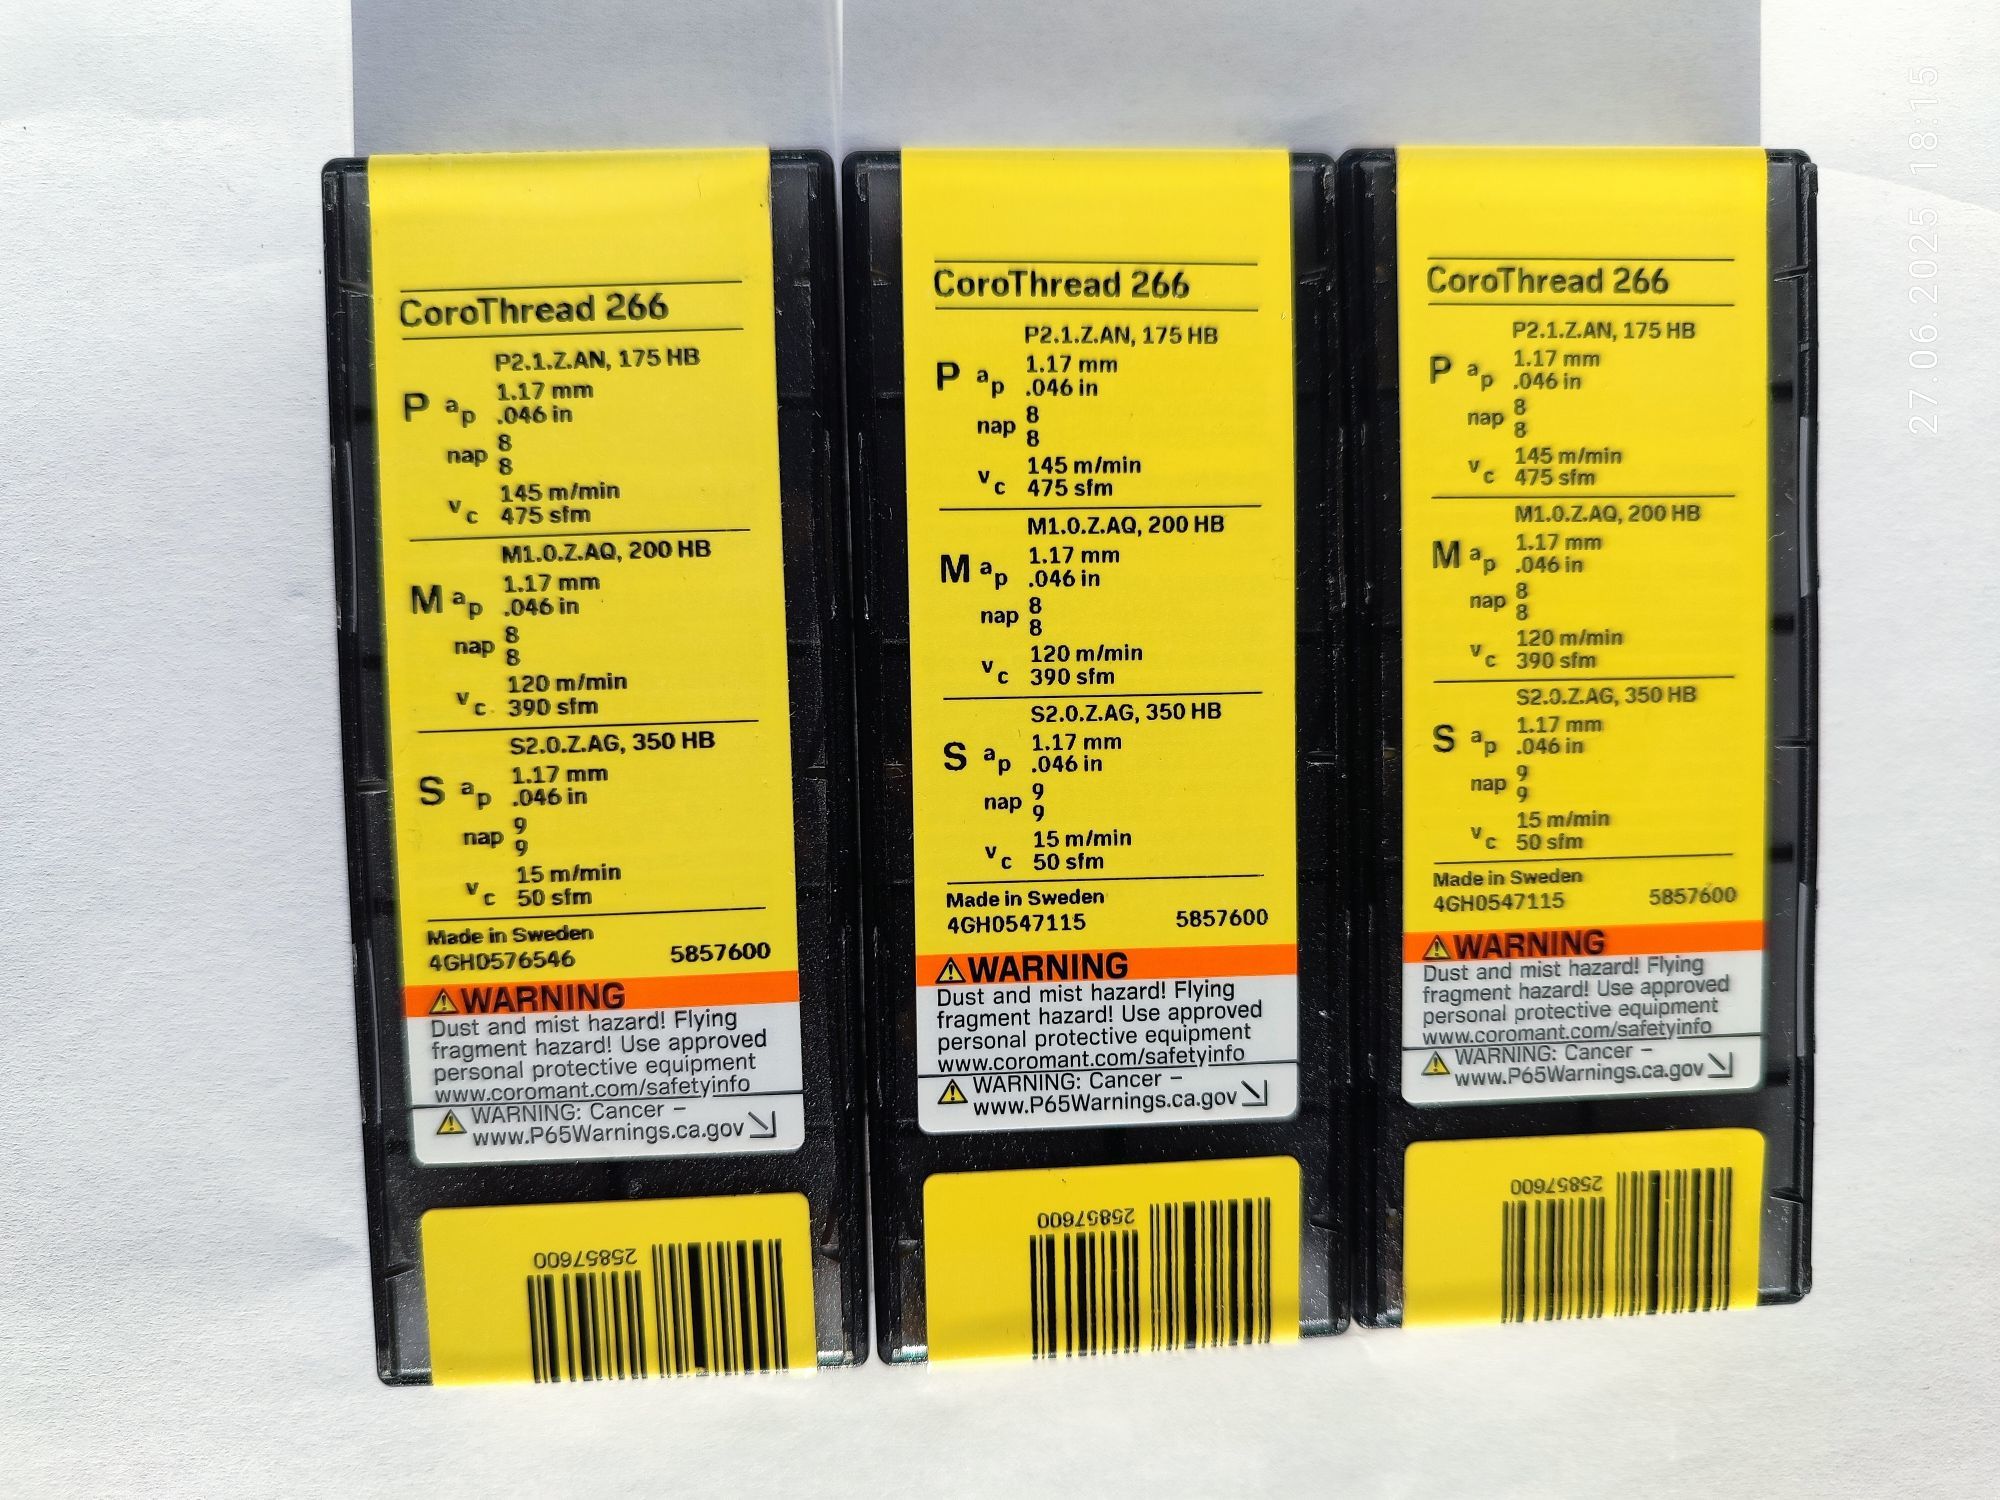 CoroThread 266
P2.1.Z.AN, 175 HB
P ap 1.17 mm
.046 in
nap 8
8
vc 145 m/min
475 sfm
M1.0.Z.AQ, 200 HB
M ap 1.17 mm
.046 in
nap 8
8
vc 120 m/min
390 sfm
S2.0.Z.AG, 350 HB
S ap 1.17 mm
.046 in
nap 9
9
vc 15 m/min
50 sfm
Made in Sweden
4GH0576546 5857600
WARNING
Dust and mist hazard! Flying
fragment hazard! Use approved
personal protective equipment
www.coromant.com/safetyinfo
WARNING: Cancer –
www.P65Warnings.ca.gov
25857600
CoroThread 266
P2.1.Z.AN, 175 HB
P ap 1.17 mm
.046 in
nap 8
8
vc 145 m/min
475 sfm
M1.0.Z.AQ, 200 HB
M ap 1.17 mm
.046 in
nap 8
8
vc 120 m/min
390 sfm
S2.0.Z.AG, 350 HB
S ap 1.17 mm
.046 in
nap 9
9
vc 15 m/min
50 sfm
Made in Sweden
4GH0547115 5857600
WARNING
Dust and mist hazard! Flying
fragment hazard! Use approved
personal protective equipment
www.coromant.com/safetyinfo
WARNING: Cancer –
www.P65Warnings.ca.gov
25857600
CoroThread 266
P2.1.Z.AN, 175 HB
P ap 1.17 mm
.046 in
nap 8
8
vc 145 m/min
475 sfm
M1.0.Z.AQ, 200 HB
M ap 1.17 mm
.046 in
nap 8
8
vc 120 m/min
390 sfm
S2.0.Z.AG, 350 HB
S ap 1.17 mm
.046 in
nap 9
9
vc 15 m/min
50 sfm
Made in Sweden
4GH0547115 5857600
WARNING
Dust and mist hazard! Flying
fragment hazard! Use approved
personal protective equipment
www.coromant.com/safetyinfo
WARNING: Cancer –
www.P65Warnings.ca.gov
25857600
27.06.2025 18:15